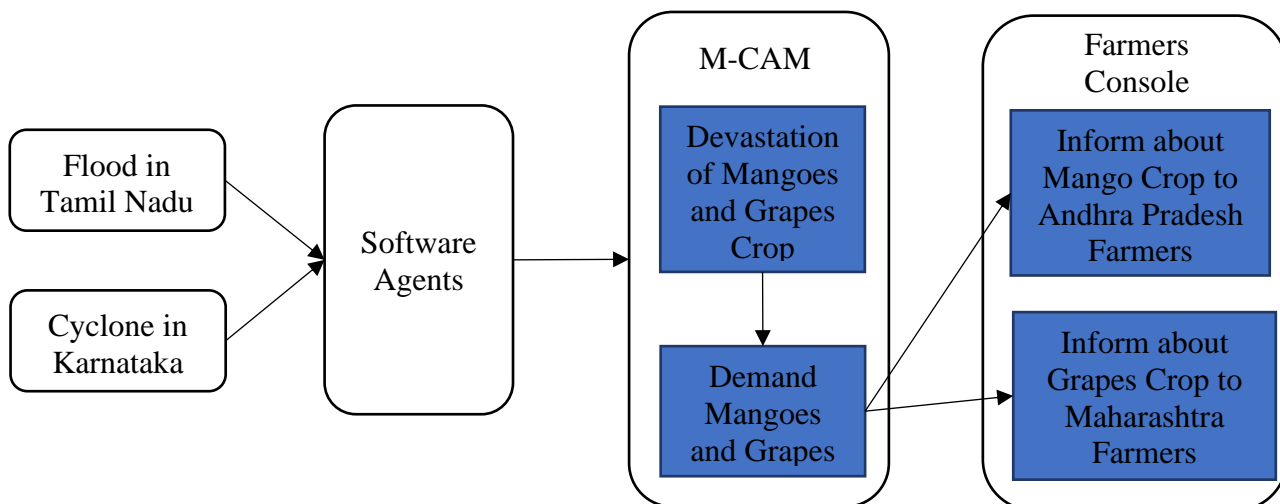 Flood in
Tamil Nadu
Cyclone in
Karnataka
Software
Agents
M-CAM
Devastation
of Mangoes
and Grapes
Crop
Demand
Mangoes
and Grapes
Farmers
Console
Inform about
Mango Crop to
Andhra Pradesh
Farmers
Inform about
Grapes Crop to
Maharashtra
Farmers